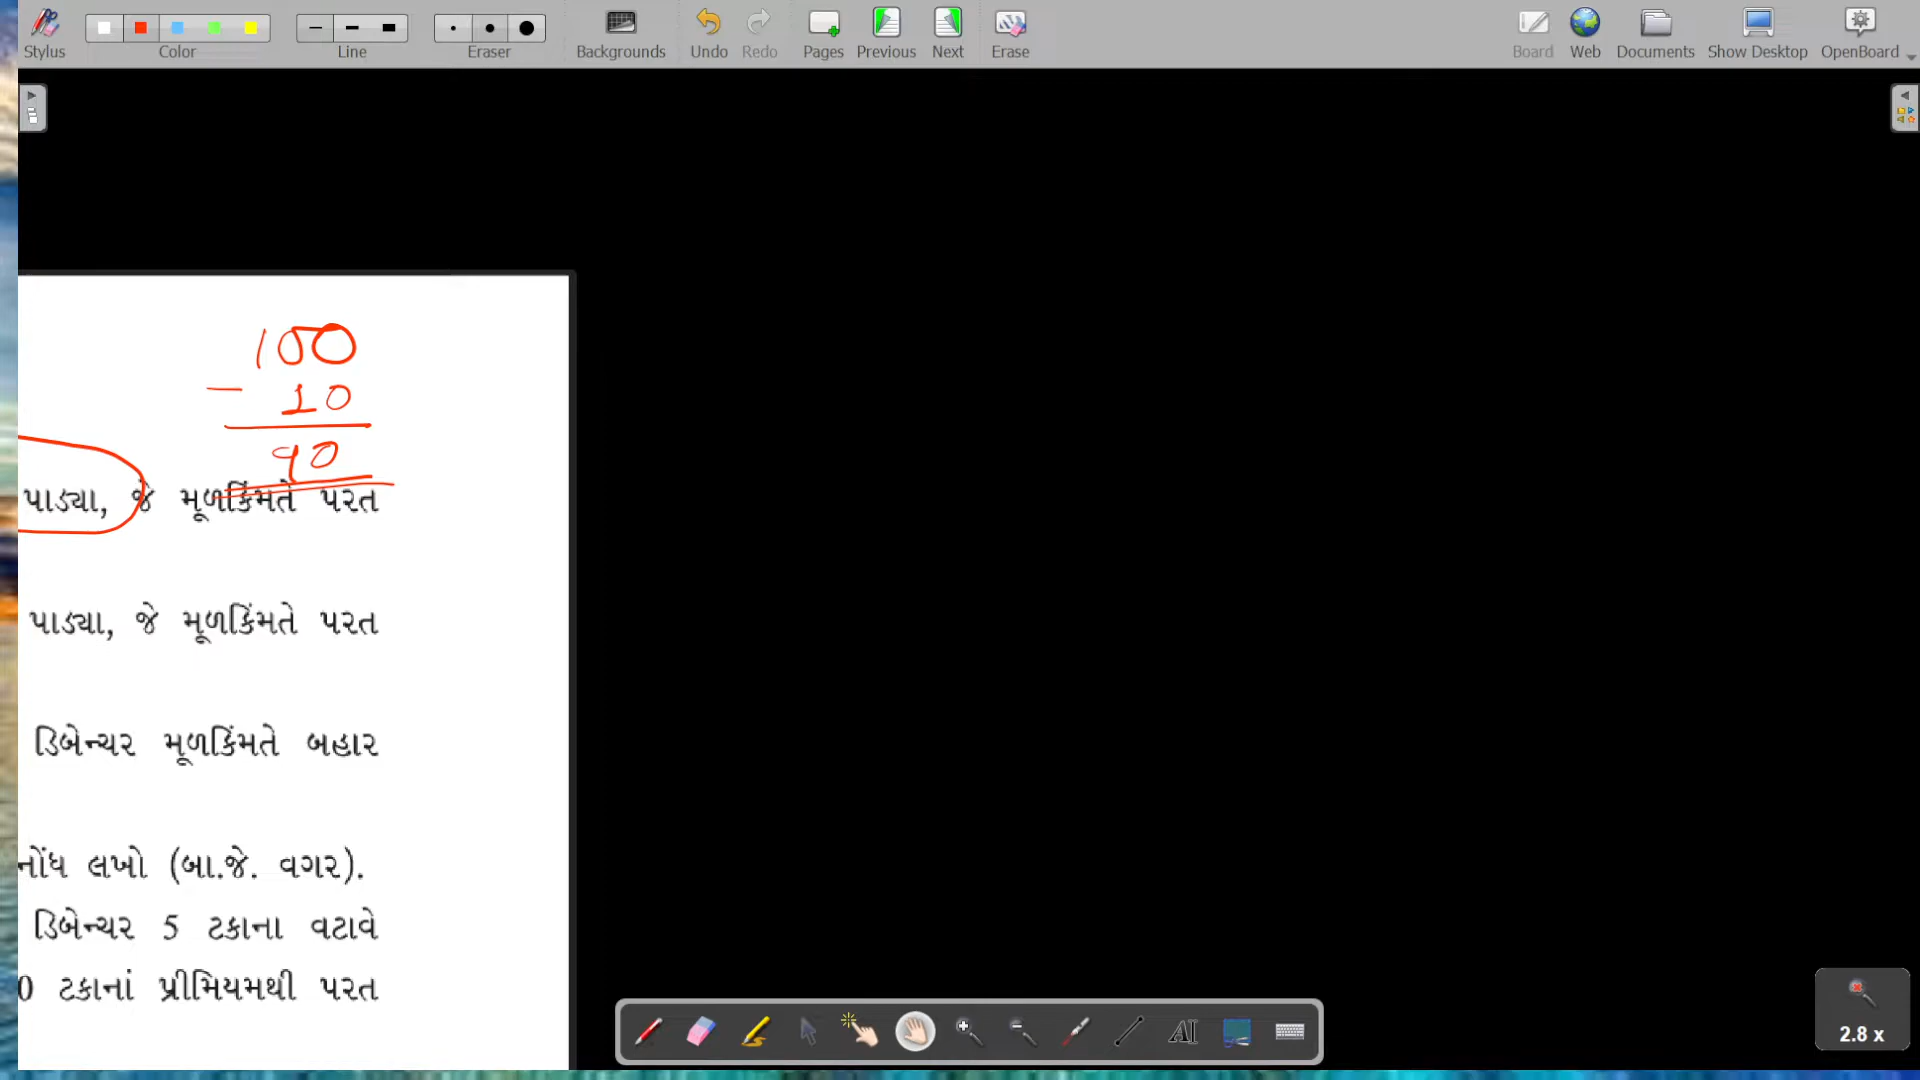 Stylus Color Line Eraser Backgrounds Undo Redo Pages Previous Next Erase Board Web Documents Show Desktop OpenBoard
100
- 10
90
પાડ્યા, જે મૂળકિંમતે પરત
પાડ્યા, જે મૂળકિંમતે પરત
ડિબેન્ચર મૂળકિંમતે બહાર
નોંધ લખો (બા.જે. વગર).
ડિબેન્ચર 5 ટકાના વટાવે
0 ટકાનાં પ્રીમિયમથી પરત
AI
2.8 x